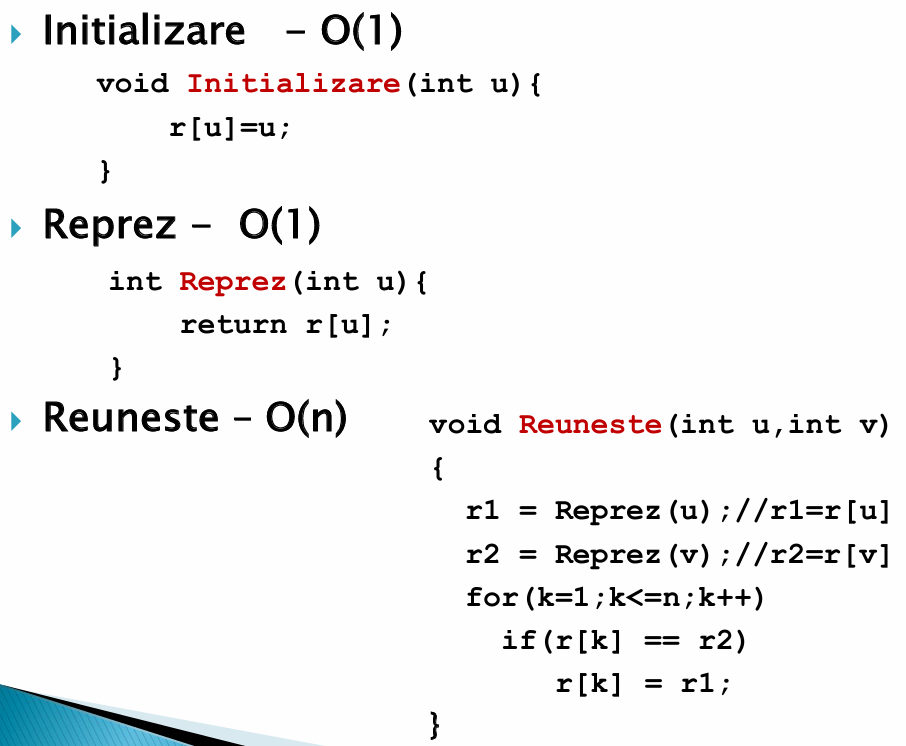 Initializare - O(1)
void Initializare(int u){
r[u]=u;
}
Reprez - O(1)
int Reprez(int u){
return r[u];
}
Reuneste - O(n)
void Reuneste(int u,int v)
{
r1 = Reprez(u);//r1=r[u]
r2 = Reprez(v);//r2=r[v]
for(k=1;k<=n;k++)
if(r[k] == r2)
r[k] = r1;
}